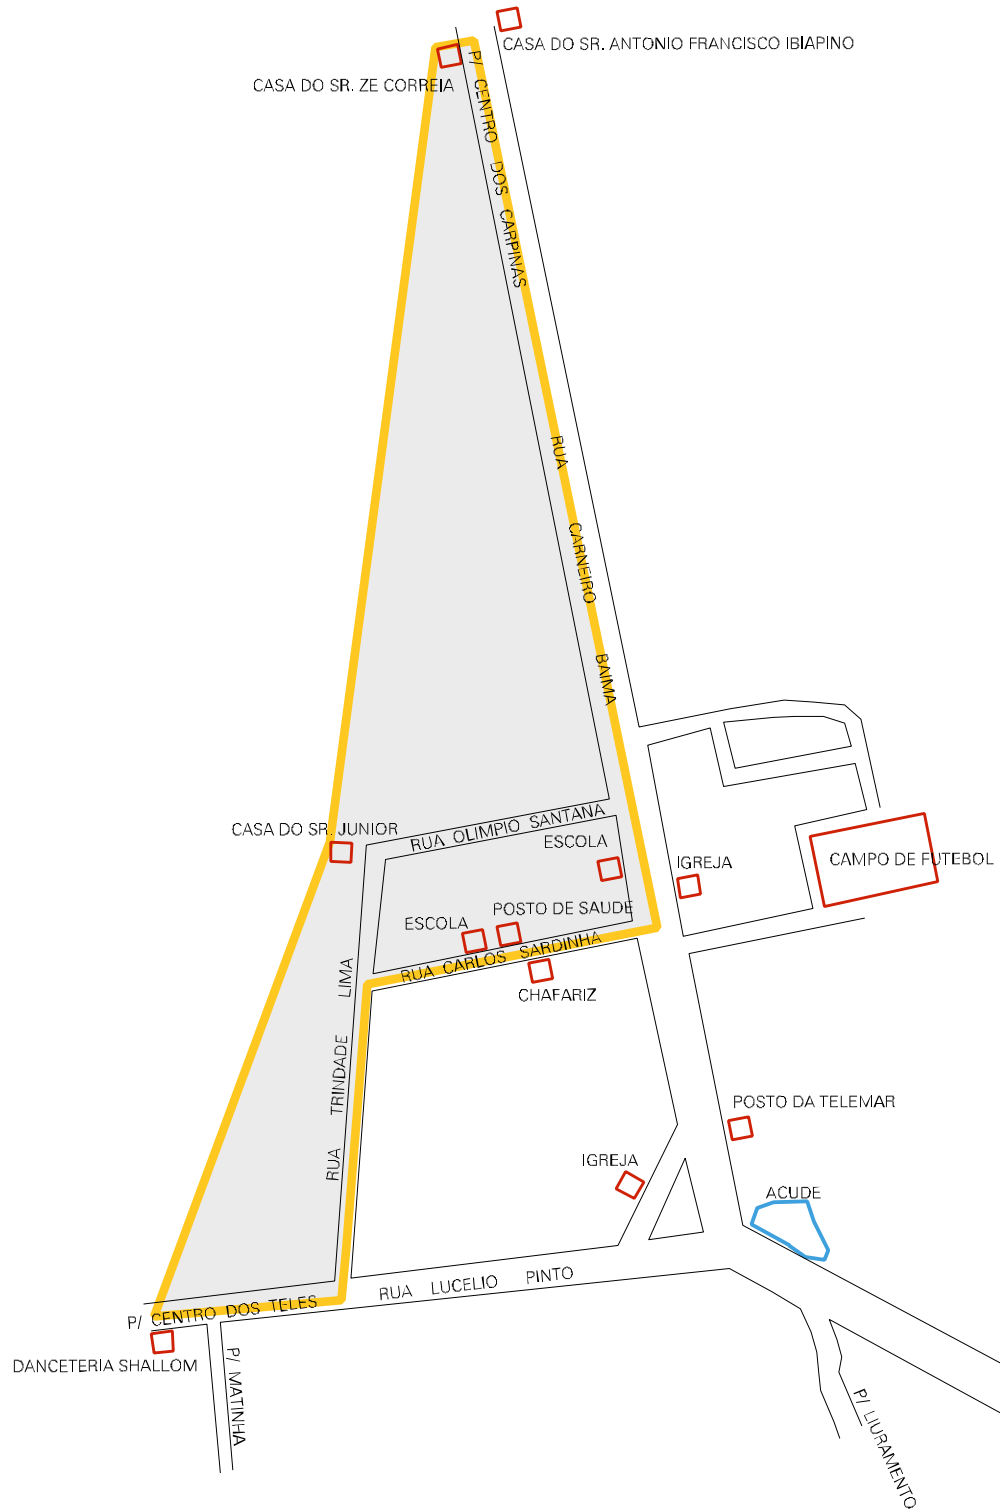 CASA DO SR. ANTONIO FRANCISCO IBIAPINO
CASA DO SR. ZE CORREIA
P/ CENTRO DOS CARPINAS
RUA CARNEIRO BAIMA
CASA DO SR. JUNIOR
RUA OLIMPIO SANTANA
ESCOLA
IGREJA
CAMPO DE FUTEBOL
ESCOLA
POSTO DE SAUDE
RUA CARLOS SARDINHA
CHAFARIZ
RUA TRINDADE LIMA
POSTO DA TELEMAR
IGREJA
ACUDE
RUA LUCELIO PINTO
P/ CENTRO DOS TELES
DANCETERIA SHALLOM
P/ MATINHA
P/ LIURAMENTO